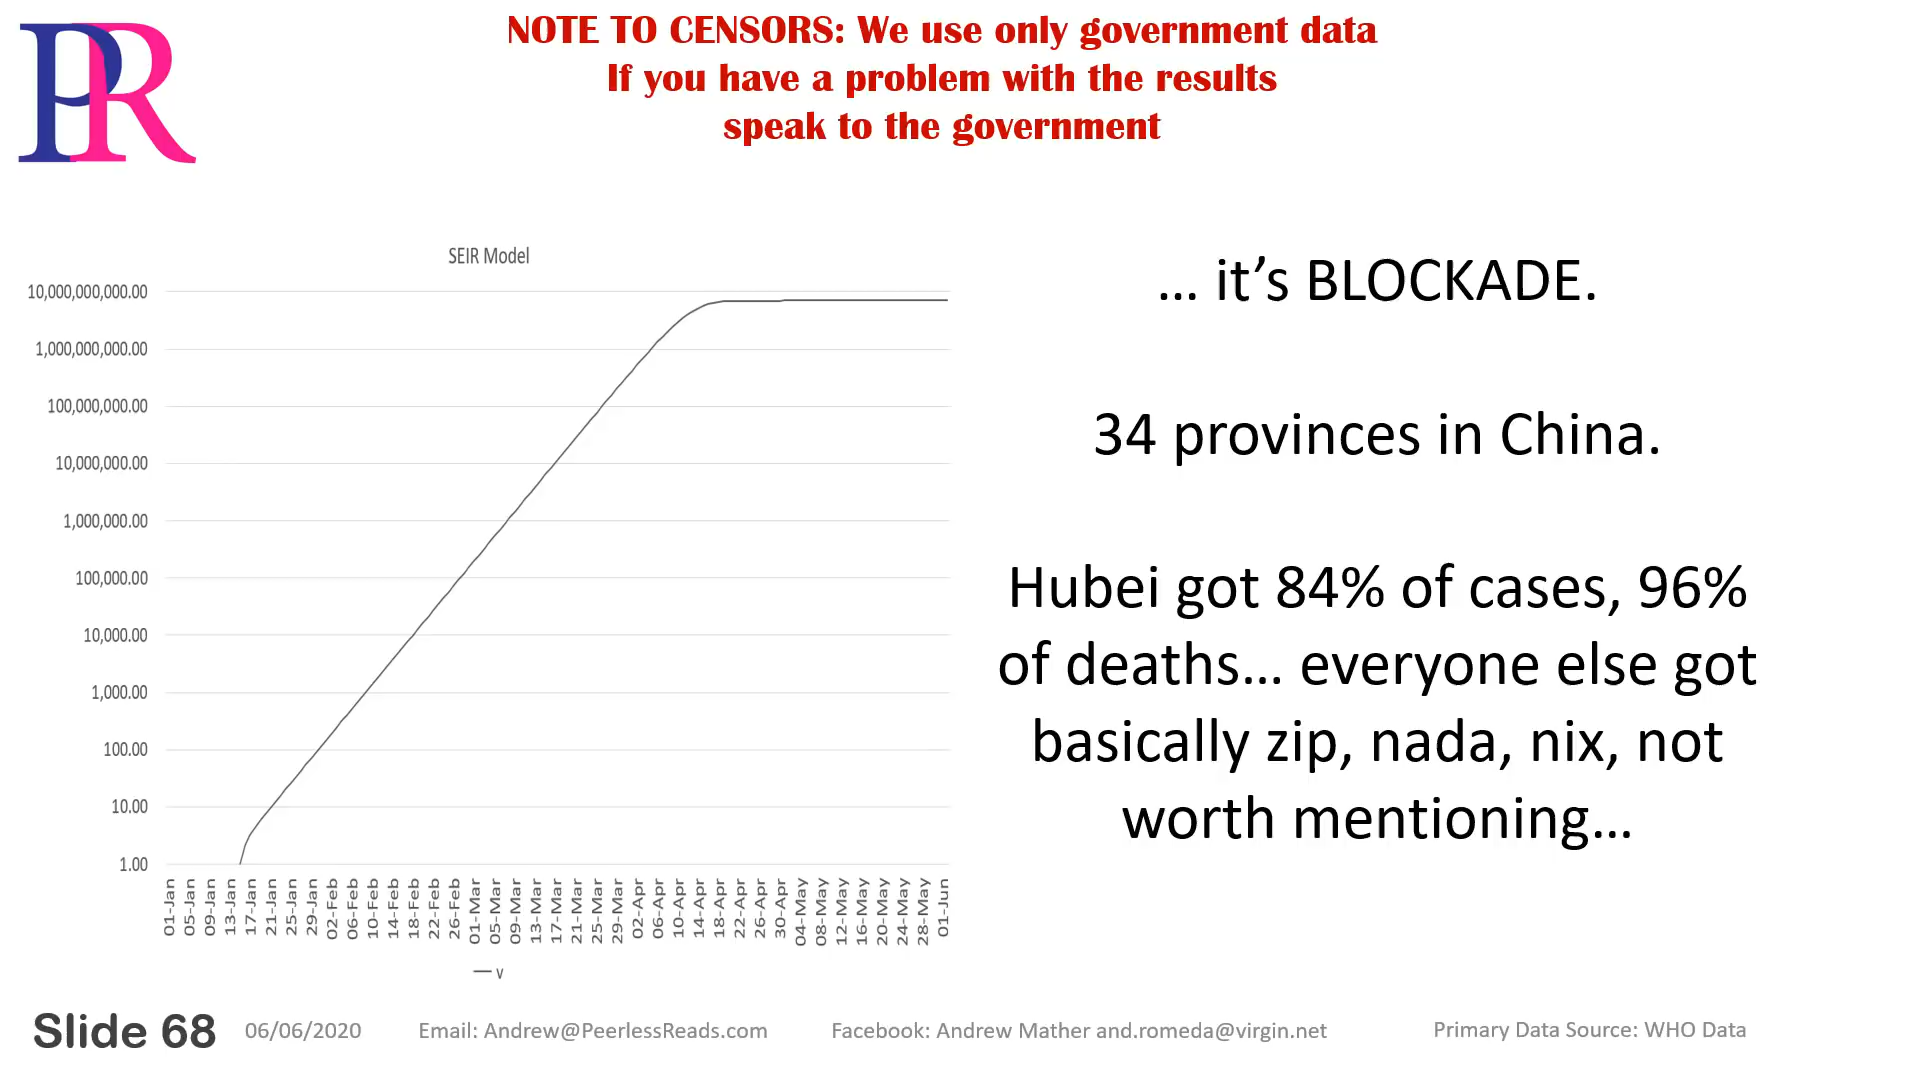 PR
NOTE TO CENSORS: We use only government data
If you have a problem with the results
speak to the government
SEIR Model
10,000,000,000.00
1,000,000,000.00
100,000,000.00
10,000,000.00
1,000,000.00
100,000.00
10,000.00
1,000.00
100.00
10.00
1.00
01-Jan
05-Jan
09-Jan
13-Jan
17-Jan
21-Jan
25-Jan
29-Jan
02-Feb
06-Feb
10-Feb
14-Feb
18-Feb
22-Feb
26-Feb
01-Mar
05-Mar
09-Mar
13-Mar
17-Mar
21-Mar
25-Mar
29-Mar
02-Apr
06-Apr
10-Apr
14-Apr
18-Apr
22-Apr
26-Apr
30-Apr
04-May
08-May
12-May
16-May
20-May
24-May
28-May
01-Jun
v
... it's BLOCKADE.
34 provinces in China.
Hubei got 84% of cases, 96%
of deaths... everyone else got
basically zip, nada, nix, not
worth mentioning...
Slide 68
06/06/2020
Email: Andrew@PeerlessReads.com
Facebook: Andrew Mather and.romeda@virgin.net
Primary Data Source: WHO Data